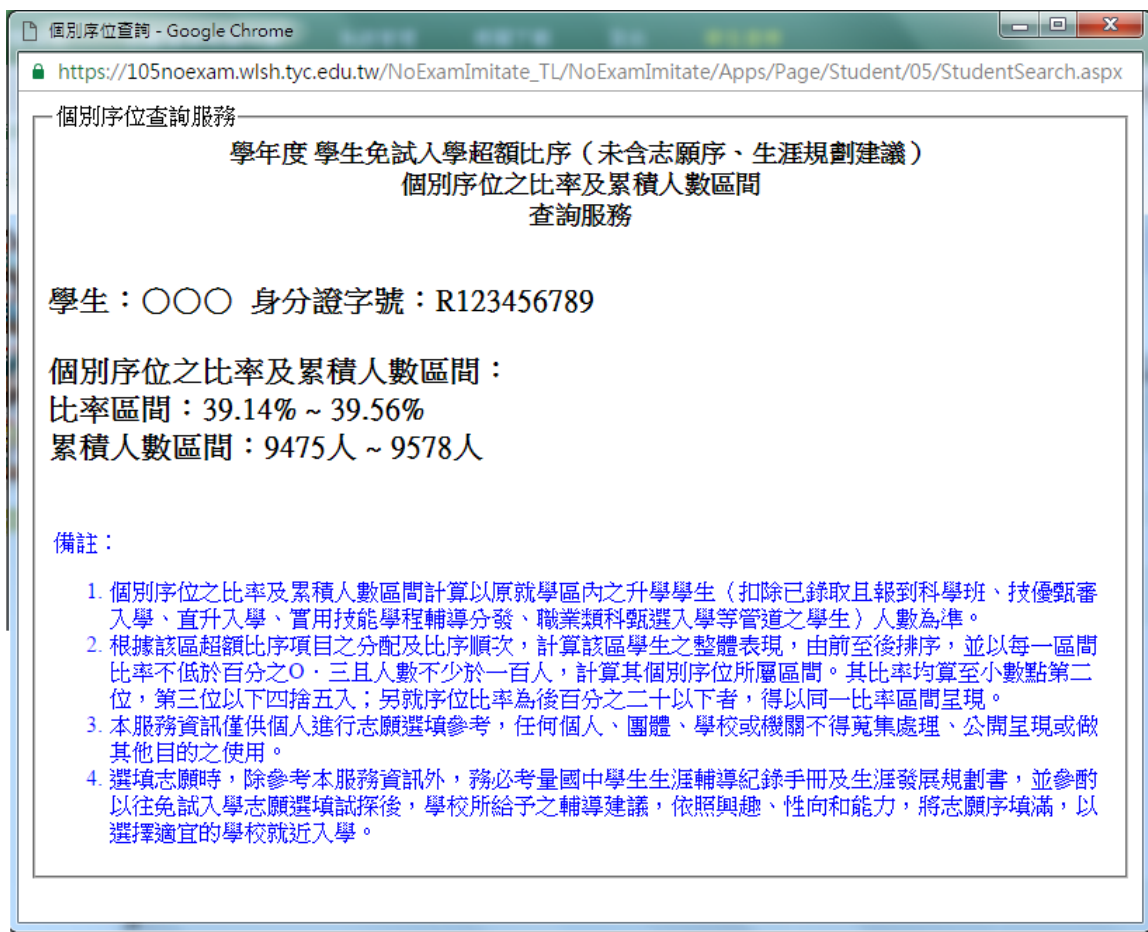 個別序位查詢 - Google Chrome
https://105noexam.wlsh.tyc.edu.tw/NoExamImitate_TL/NoExamImitate/Apps/Page/Student/05/StudentSearch.aspx
個別序位查詢服務
學年度 學生免試入學超額比序（未含志願序、生涯規劃建議）
個別序位之比率及累積人數區間
查詢服務
學生：○○○ 身分證字號：R123456789
個別序位之比率及累積人數區間：
比率區間：39.14% ~ 39.56%
累積人數區間：9475人 ~ 9578人
備註：
1. 個別序位之比率及累積人數區間計算以原就學區內之升學學生（扣除已錄取且報到科學班、技優甄審
入學、直升入學、實用技能學程輔導分發、職業類科甄選入學等管道之學生）人數為準。
2. 根據該區超額比序項目之分配及比序順次，計算該區學生之整體表現，由前至後排序，並以每一區間
比率不低於百分之O．三且人數不少於一百人，計算其個別序位所屬區間。其比率均算至小數點第二
位，第三位以下四捨五入；另就序位比率為後百分之二十以下者，得以同一比率區間呈現。
3. 本服務資訊僅供個人進行志願選填參考，任何個人、團體、學校或機關不得蒐集處理、公開呈現或做
其他目的之使用。
4. 選填志願時，除參考本服務資訊外，務必考量國中學生生涯輔導紀錄手冊及生涯發展規劃書，並參酌
以往免試入學志願選填試探後，學校所給予之輔導建議，依照興趣、性向和能力，將志願序填滿，以
選擇適宜的學校就近入學。